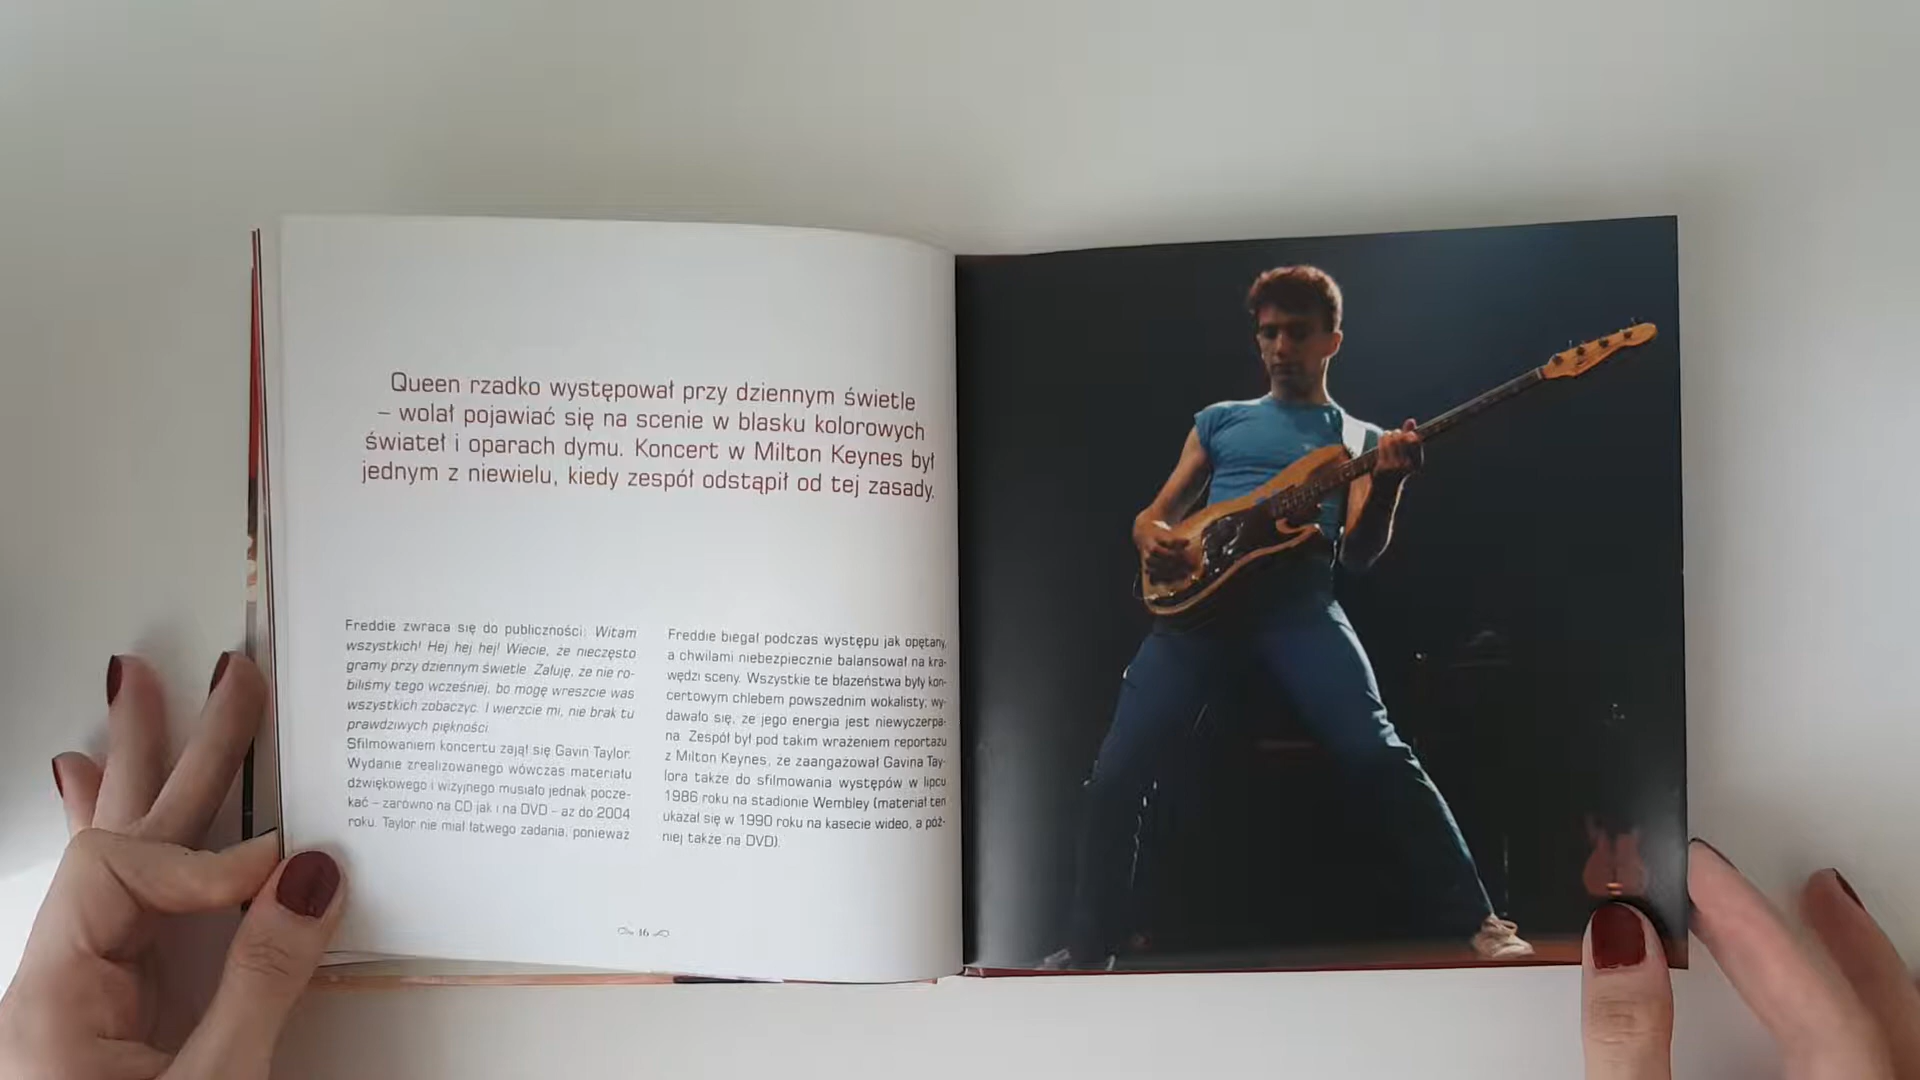 Queen rzadko występował przy dziennym świetle
– wolał pojawiać się na scenie w blasku kolorowych
świateł i oparach dymu. Koncert w Milton Keynes był
jednym z niewielu, kiedy zespół odstąpił od tej zasady.
Freddie zwraca się do publiczności: Witam
wszystkich! Hej hej hej! Wiecie, że nieczęsto
gramy przy dziennym świetle. Żałuję, że nie ro-
biliśmy tego wcześniej, bo mogę wreszcie was
wszystkich zobaczyć. I wierzcie mi, nie brak tu
prawdziwych piękności.
Sfilmowaniem koncertu zajął się Gavin Taylor.
Wydanie zrealizowanego wówczas materiału
dźwiękowego i wizyjnego musiało jednak pocze-
kać – zarówno na CD jak i na DVD – aż do 2004
roku. Taylor nie miał łatwego zadania, ponieważ
Freddie biegał podczas występu jak opętany,
a chwilami niebezpiecznie balansował na kra-
wędzi sceny. Wszystkie te błazeństwa były kon-
certowym chlebem powszednim wokalisty; wy-
dawało się, że jego energia jest niewyczerpa-
na. Zespół był pod takim wrażeniem reportażu
z Milton Keynes, że zaangażował Gavina Tay-
lora także do sfilmowania występów w lipcu
1986 roku na stadionie Wembley (materiał ten
ukazał się w 1990 roku na kasecie wideo, a póź-
niej także na DVD).
16